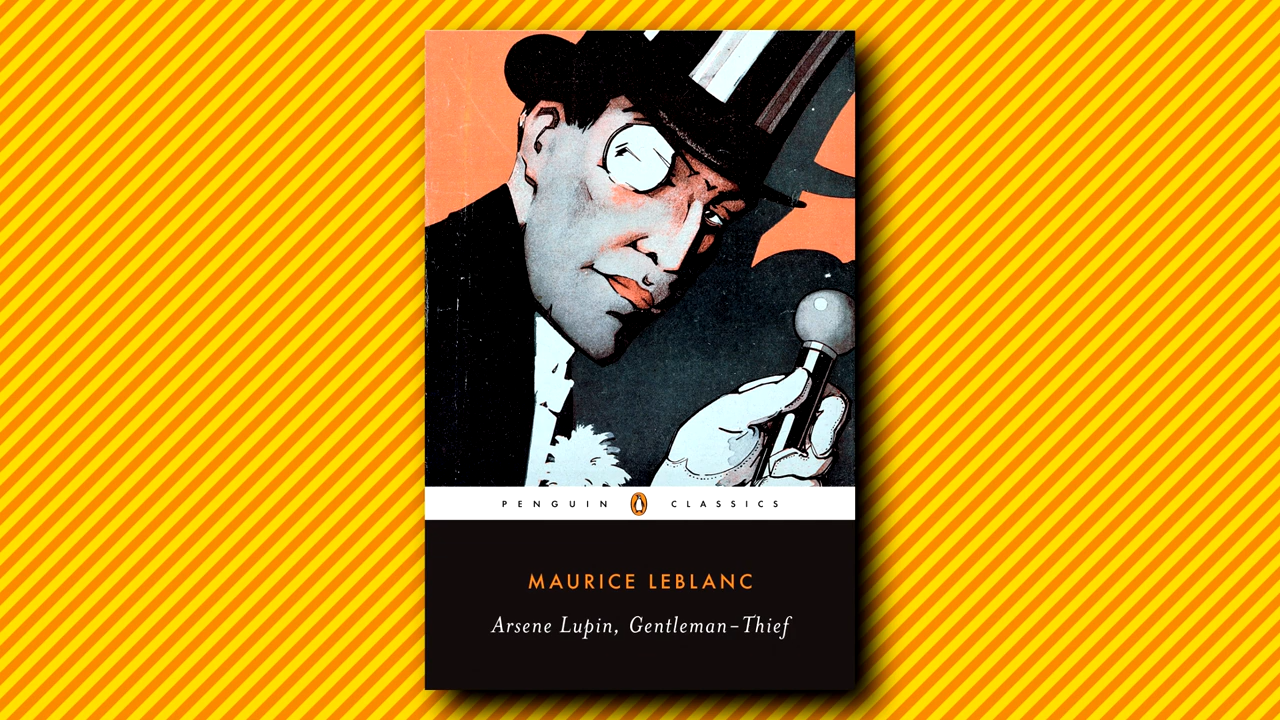 PENGUIN CLASSICS
MAURICE LEBLANC
Arsene Lupin, Gentleman–Thief